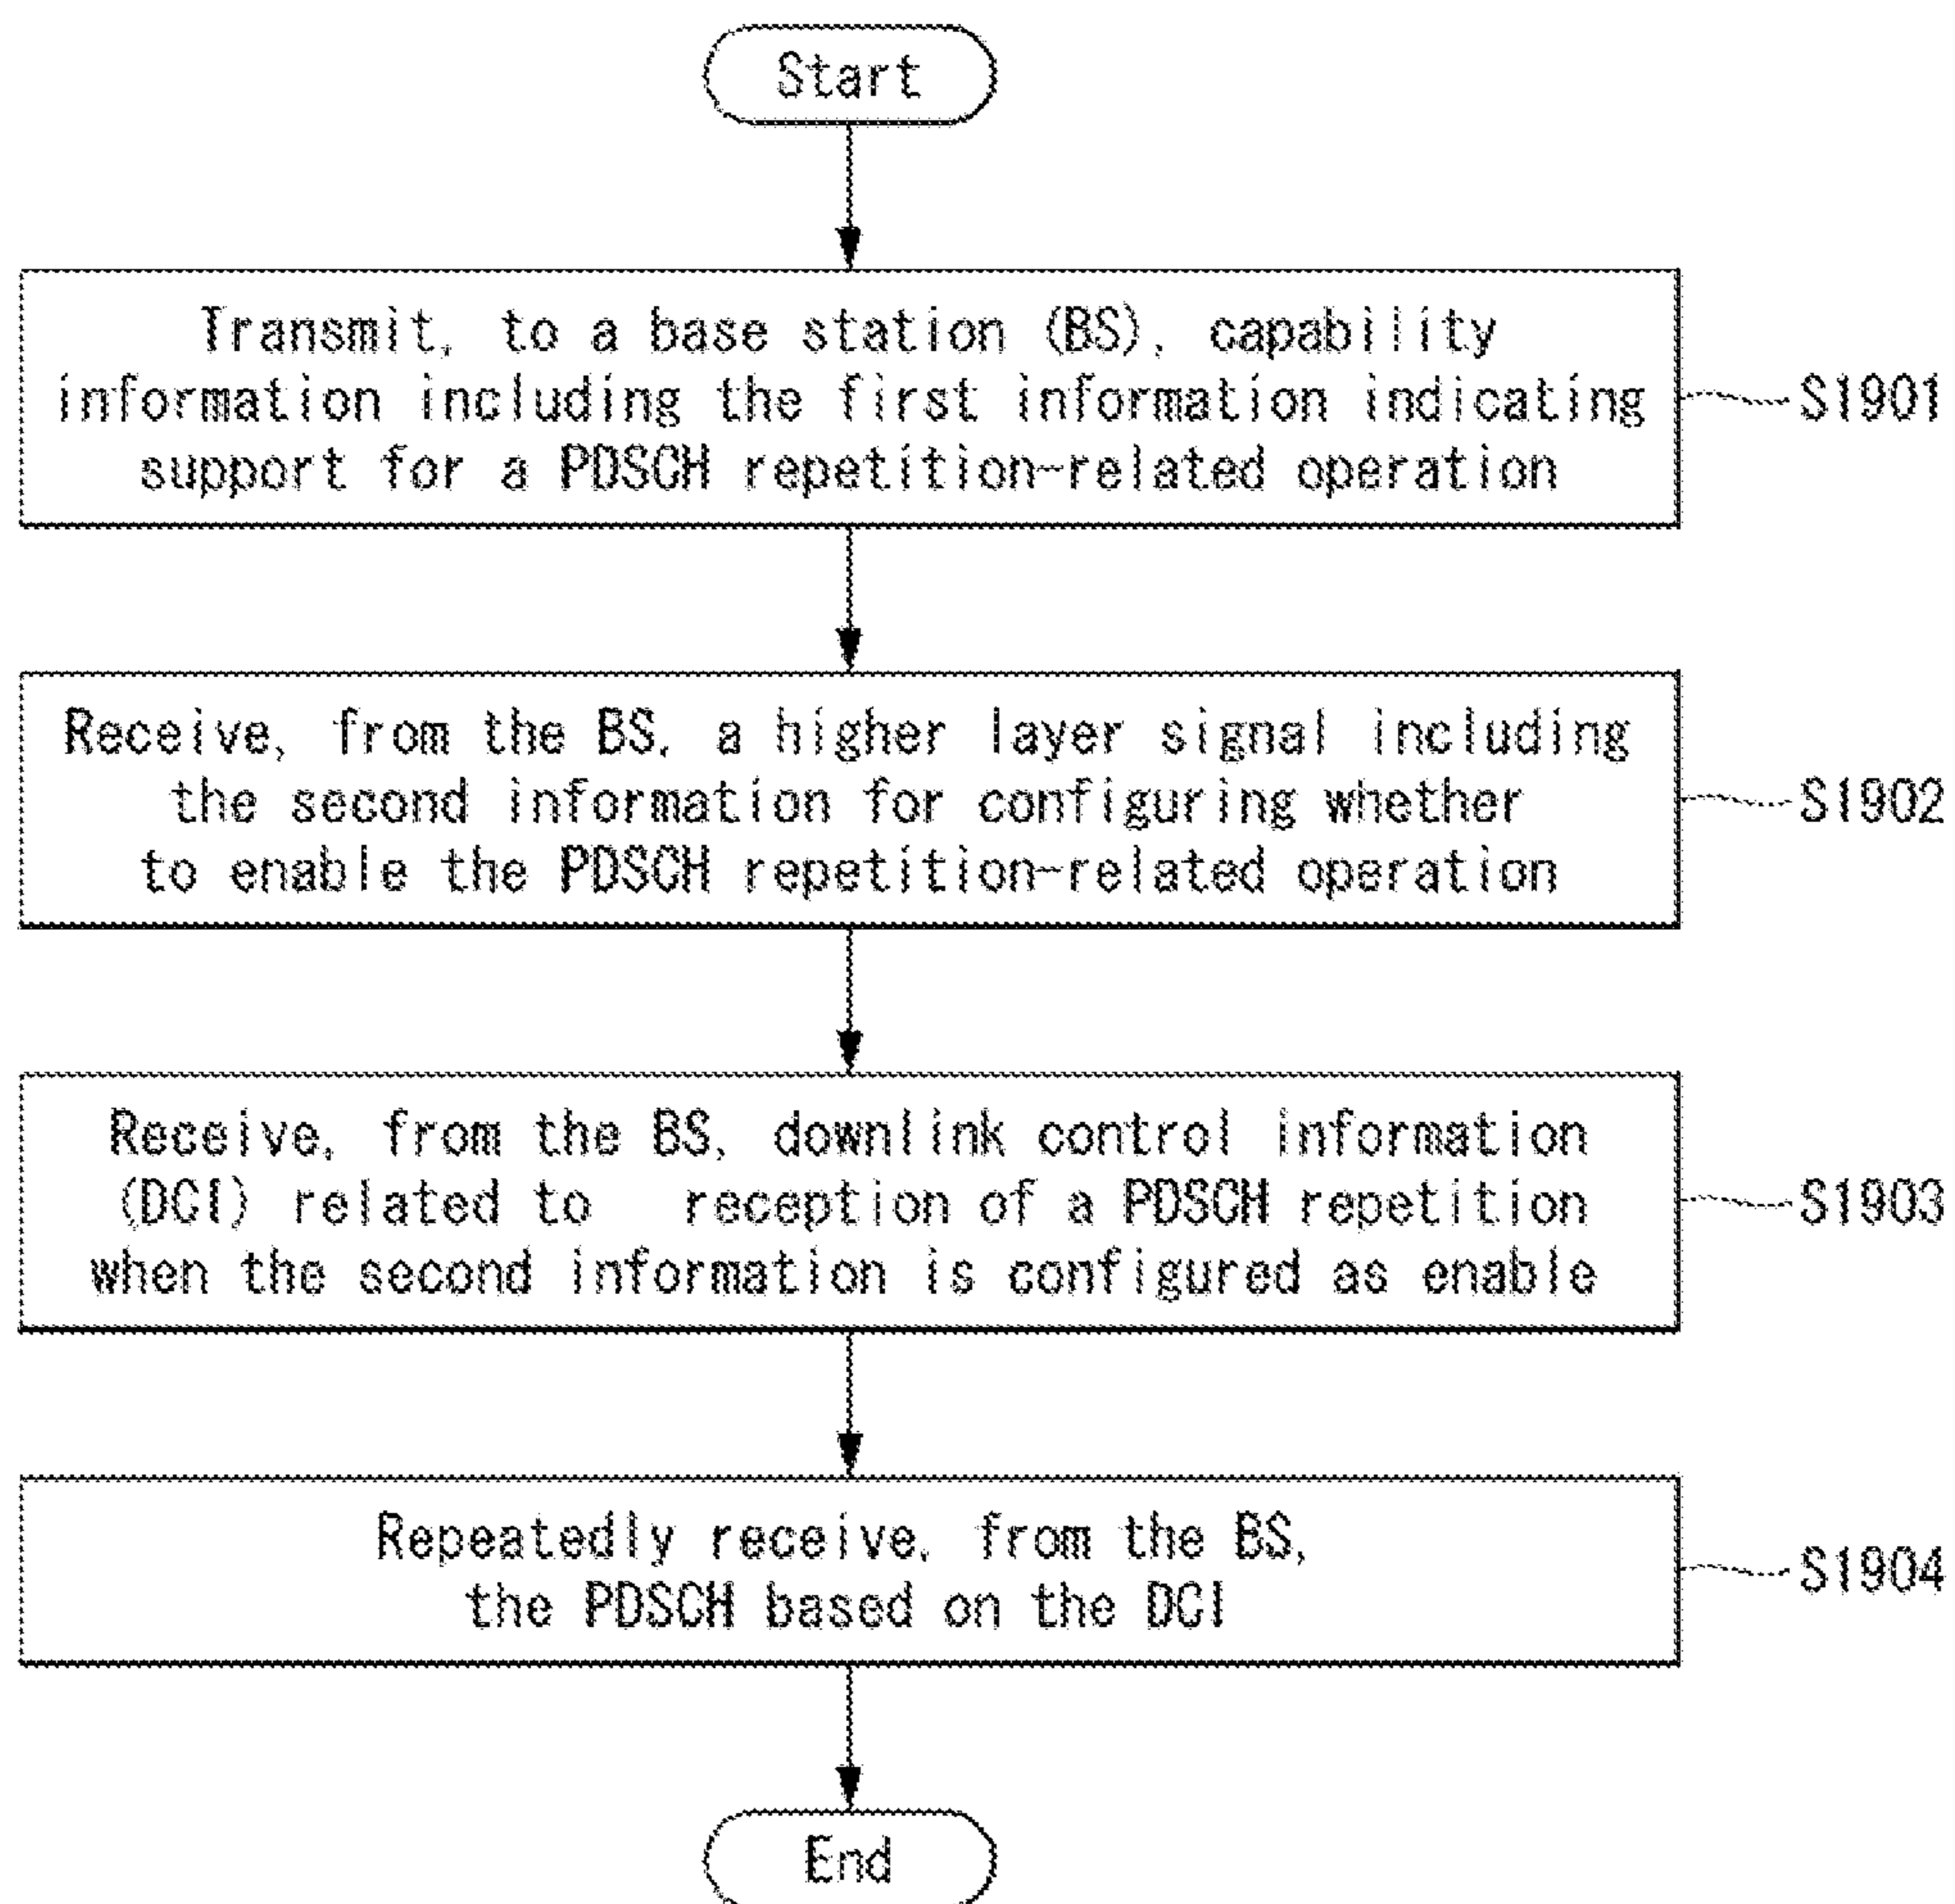 Start
Transmit, to a base station (BS), capability
information including the first information indicating
support for a PDSCH repetition-related operation
S1901
Receive, from the BS, a higher layer signal including
the second information for configuring whether
to enable the PDSCH repetition-related operation
S1902
Receive, from the BS, downlink control information
(DCI) related to reception of a PDSCH repetition
when the second information is configured as enable
S1903
Repeatedly receive, from the BS,
the PDSCH based on the DCI
S1904
End